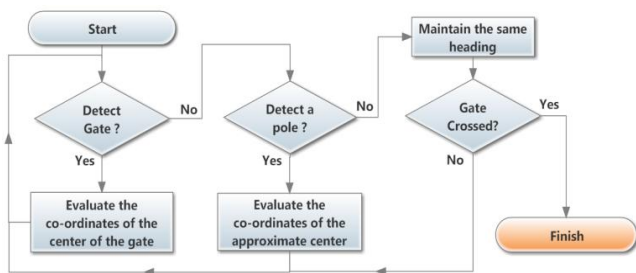 Start
Detect
Gate ?
No
Yes
Evaluate the
co-ordinates of the
center of the gate
Detect a
pole ?
No
Yes
Evaluate the
co-ordinates of the
approximate center
Maintain the same
heading
Gate
Crossed?
Yes
No
Finish